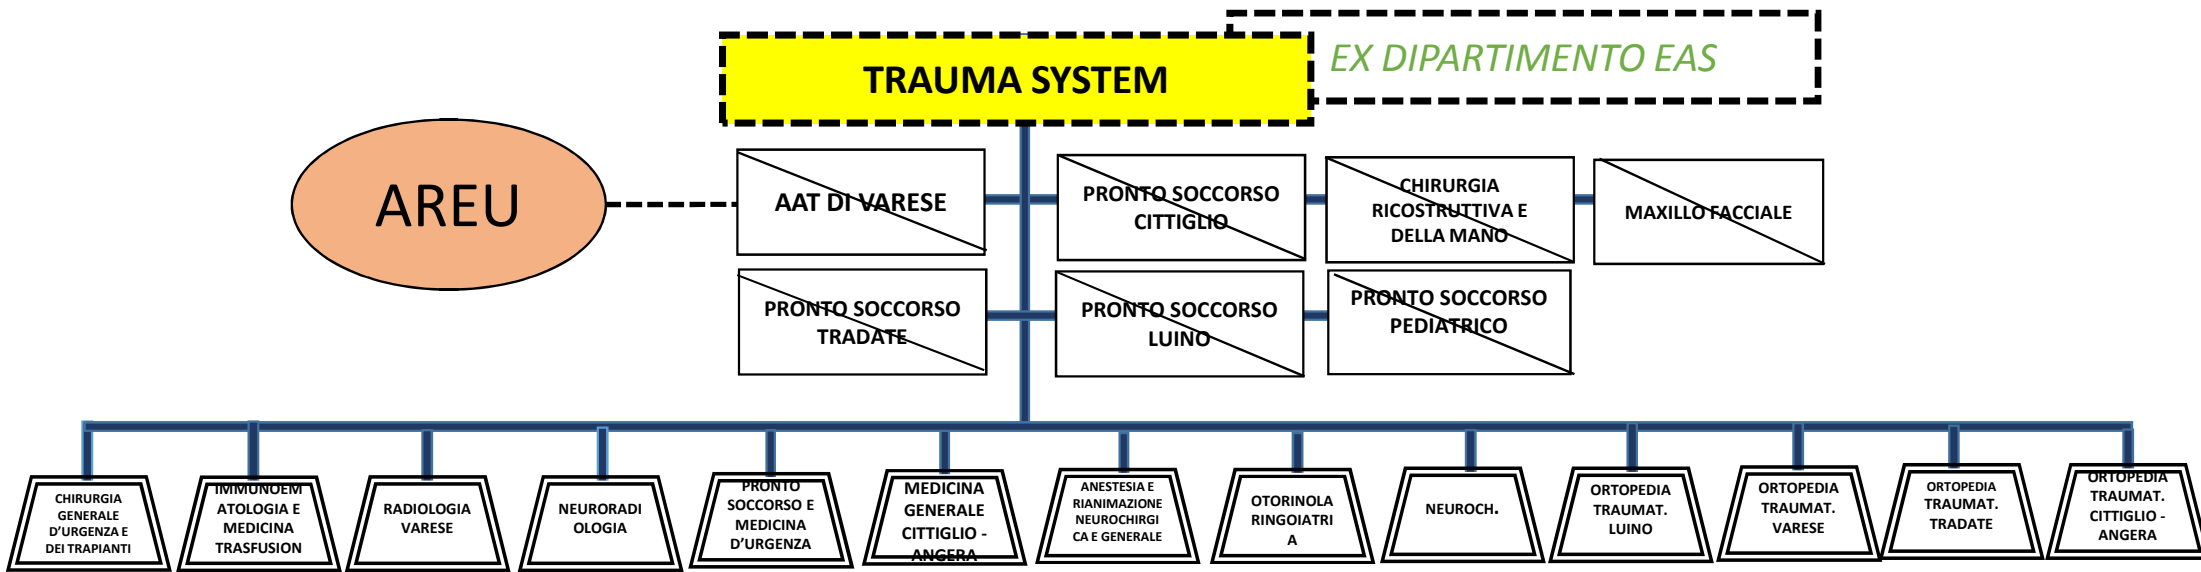 EX DIPARTIMENTO EAS
TRAUMA SYSTEM
AREU
AAT DI VARESE
PRONTO SOCCORSO
CITTIGLIO
CHIRURGIA
RICOSTRUTTIVA E
DELLA MANO
MAXILLO FACCIALE
PRONTO SOCCORSO
TRADATE
PRONTO SOCCORSO
LUINO
PRONTO SOCCORSO
PEDIATRICO
CHIRURGIA
GENERALE
D'URGENZA E
DEI TRAPIANTI
IMMUNOEM
ATOLOGIA E
MEDICINA
TRASFUSION
RADIOLOGIA
VARESE
NEURORADI
OLOGIA
PRONTO
SOCCORSO E
MEDICINA
D'URGENZA
MEDICINA
GENERALE
CITTIGLIO -
ANGERA
ANESTESIA E
RIANIMAZIONE
NEUROCHIRGI
CA E GENERALE
OTORINOLA
RINGOIATRI
A
NEUROCH.
ORTOPEDIA
TRAUMAT.
LUINO
ORTOPEDIA
TRAUMAT.
VARESE
ORTOPEDIA
TRAUMAT.
TRADATE
ORTOPEDIA
TRAUMAT.
CITTIGLIO -
ANGERA